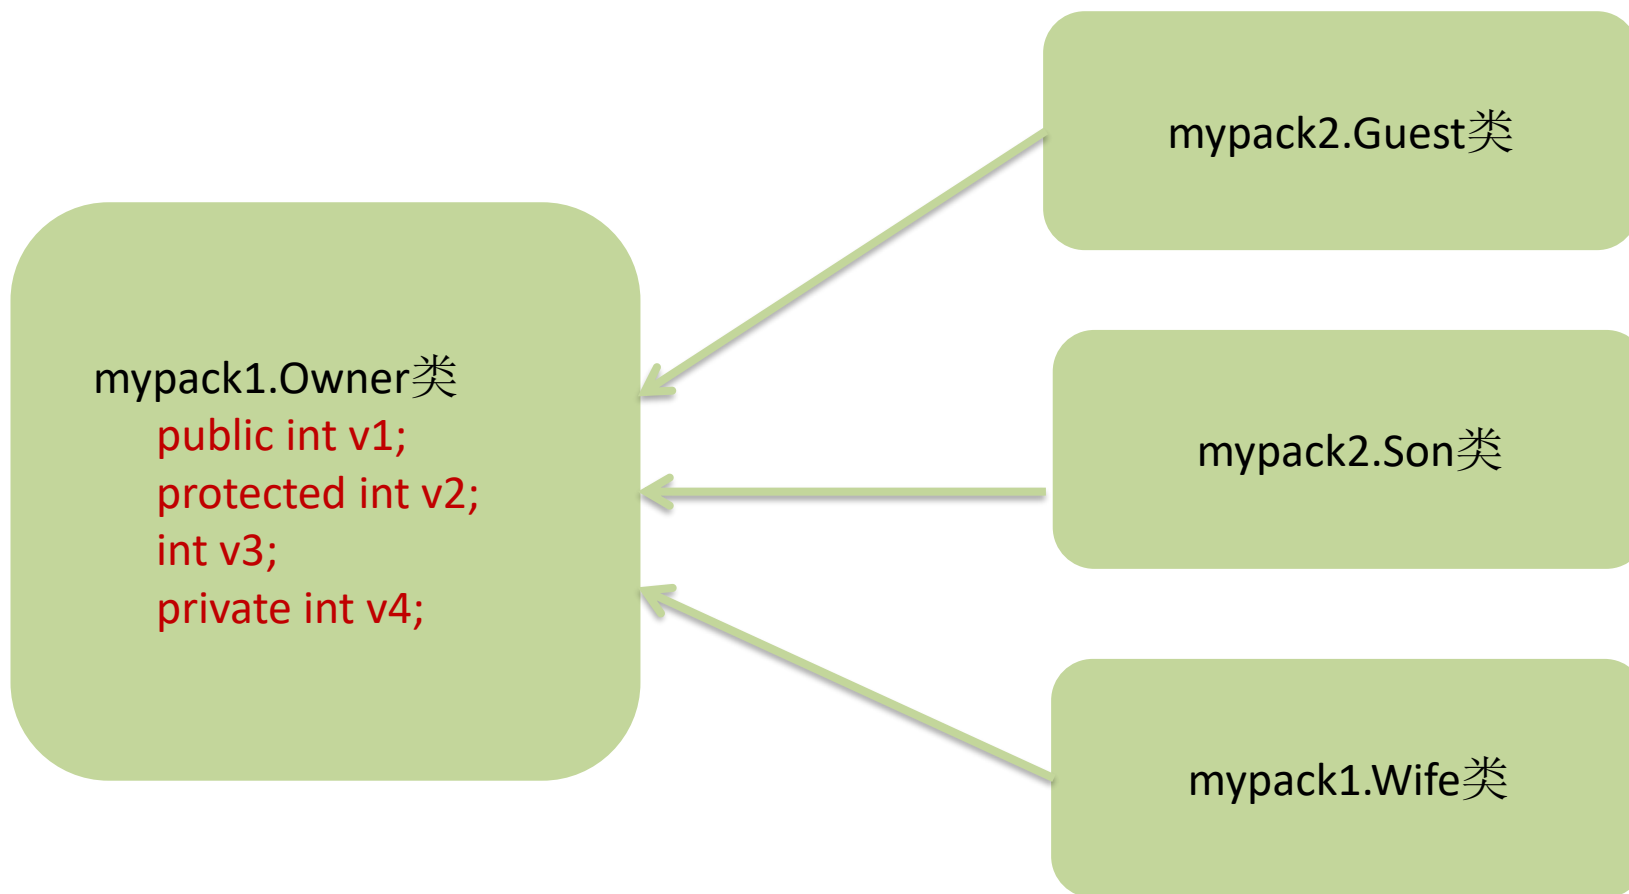 mypack1.Owner类
public int v1;
protected int v2;
int v3;
private int v4;
mypack2.Guest类
mypack2.Son类
mypack1.Wife类